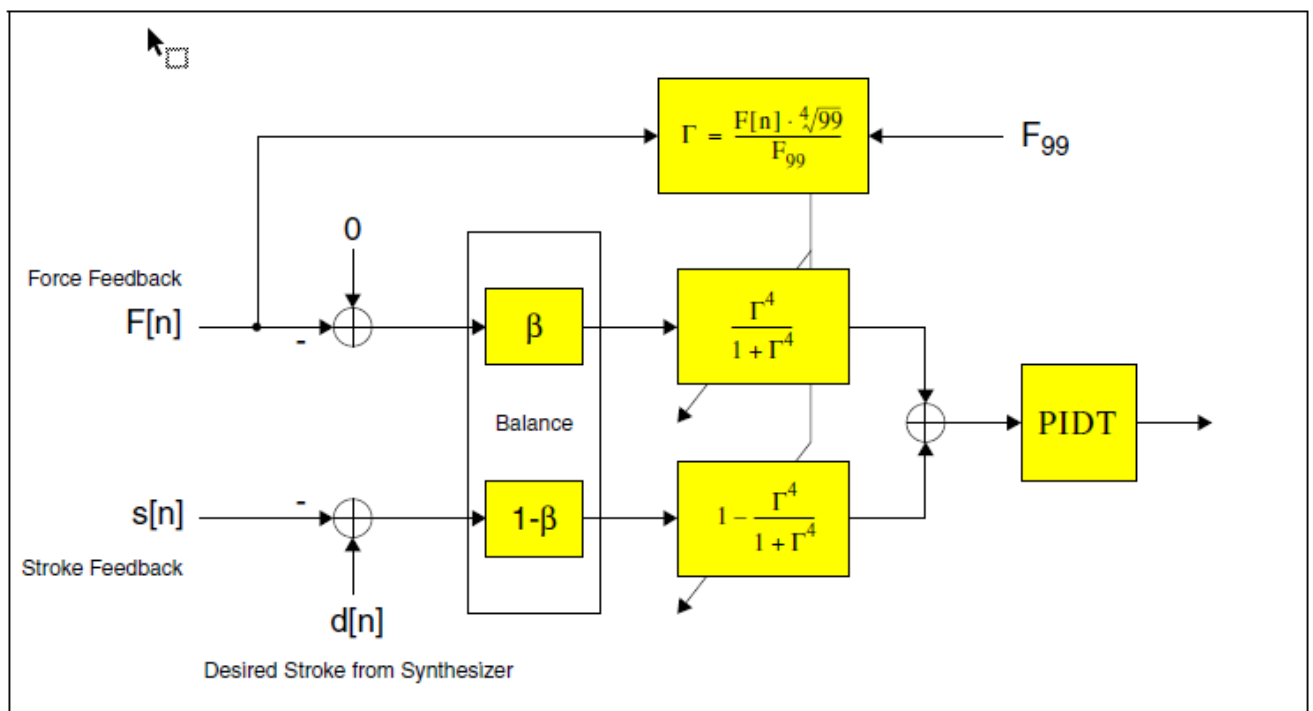 Γ = F[n] · ∜99 / F₉₉
F₉₉
0
Force Feedback
F[n]
-
β
Γ⁴ / 1 + Γ⁴
Balance
PIDT
s[n]
-
1-β
1 - Γ⁴ / 1 + Γ⁴
Stroke Feedback
d[n]
Desired Stroke from Synthesizer